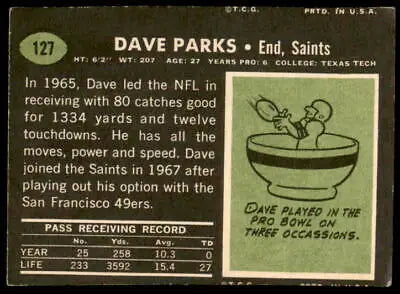 ©T.C.G. PRTD. IN U.S.A.
127
DAVE PARKS • End, Saints
HT: 6'2" WT: 207 AGE: 27 YEARS PRO: 6 COLLEGE: TEXAS TECH
In 1965, Dave led the NFL in
receiving with 80 catches good
for 1334 yards and twelve
touchdowns. He has all the
moves, power and speed. Dave
joined the Saints in 1967 after
playing out his option with the
San Francisco 49ers.
PASS RECEIVING RECORD
No. Yds. Avg. TD
YEAR 25 258 10.3 0
LIFE 233 3592 15.4 27
DAVE PLAYED IN THE
PRO BOWL ON
THREE OCCASSIONS.
©T.C.G. PRTD. IN U.S.A.